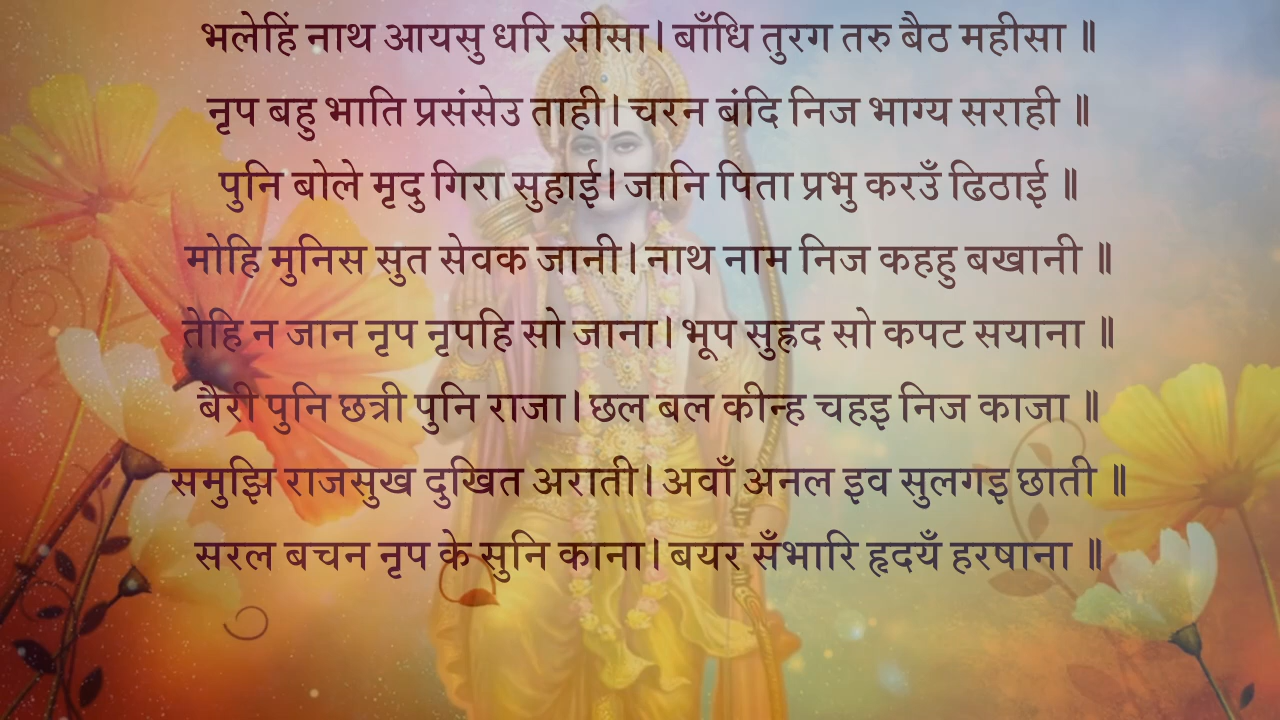 भलेहिं नाथ आयसु धरि सीसा। बाँधि तुरग तरु बैठ महीसा ॥
नृप बहु भाति प्रसंसेउ ताही। चरन बंदि निज भाग्य सराही ॥
पुनि बोले मृदु गिरा सुहाई। जानि पिता प्रभु करउँ ढिठाई ॥
मोहि मुनिस सुत सेवक जानी। नाथ नाम निज कहहु बखानी ॥
तेहि न जान नृप नृपहि सो जाना। भूप सुह्रद सो कपट सयाना ॥
बैरी पुनि छत्री पुनि राजा। छल बल कीन्ह चहइ निज काजा ॥
समुझि राजसुख दुखित अराती। अवाँ अनल इव सुलगइ छाती ॥
सरल बचन नृप के सुनि काना। बयर सँभारि हृदयँ हरषाना ॥